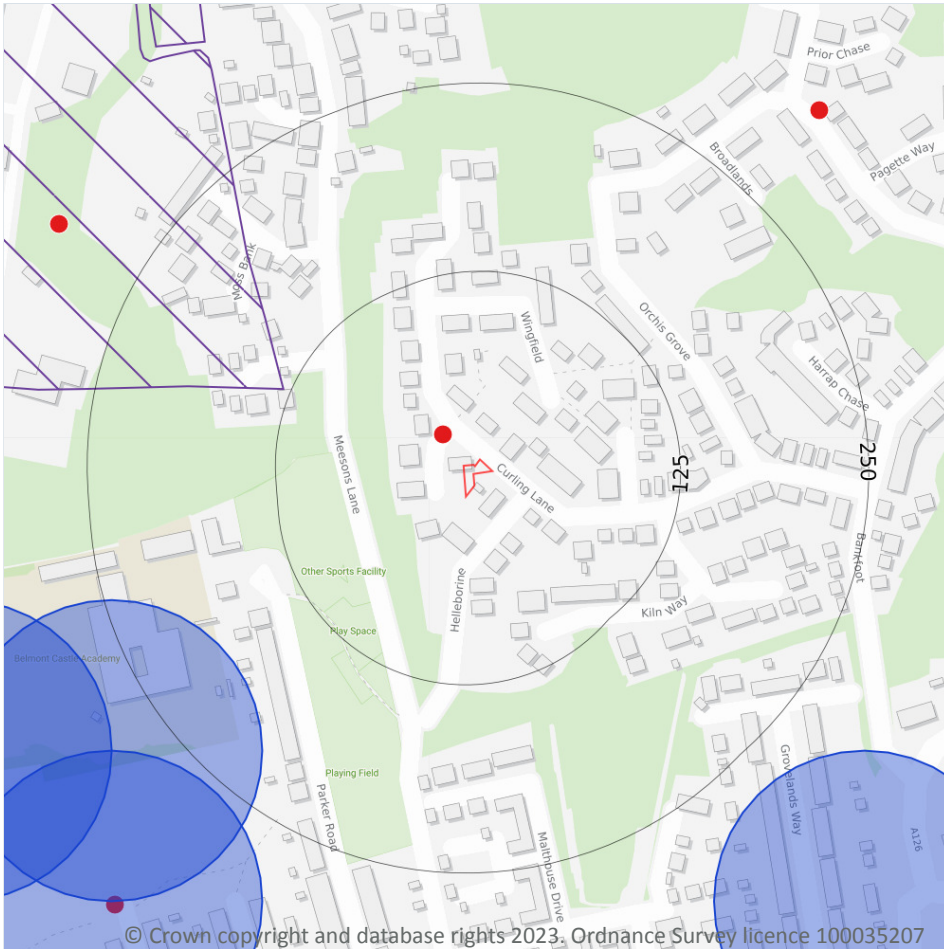 Prior Chase
Broadlands
Pagette Way
Moss Bank
Wingfield
Orchis Grove
Harrap Chase
Meesons Lane
Curling Lane
125
250
Bankfoot
Other Sports Facility
Helleborine
Kiln Way
Play Space
Belmont Castle Academy
Playing Field
Parker Road
Grovelands Way
Malthouse Drive
A126
© Crown copyright and database rights 2023. Ordnance Survey licence 100035207